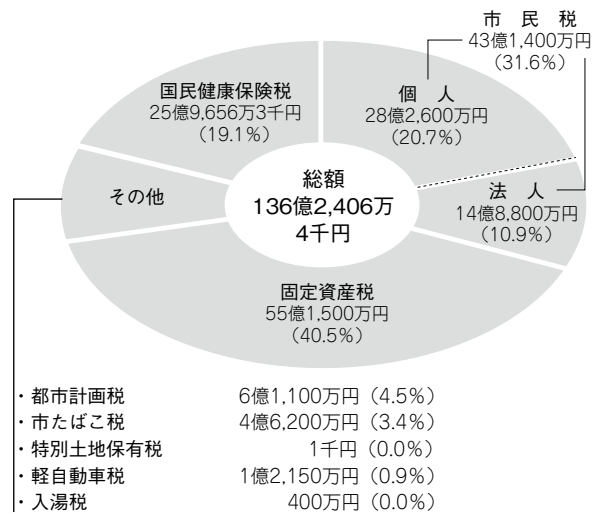 市　民　税
43億1,400万円
（31.6％）
国民健康保険税
25億9,656万3千円
（19.1％）
個　人
28億2,600万円
（20.7％）
その他
総額
136億2,406万
4千円
法　人
14億8,800万円
（10.9％）
固定資産税
55億1,500万円
（40.5％）
・都市計画税　6億1,100万円（4.5％）
・市たばこ税　4億6,200万円（3.4％）
・特別土地保有税　1千円（0.0％）
・軽自動車税　1億2,150万円（0.9％）
・入湯税　400万円（0.0％）